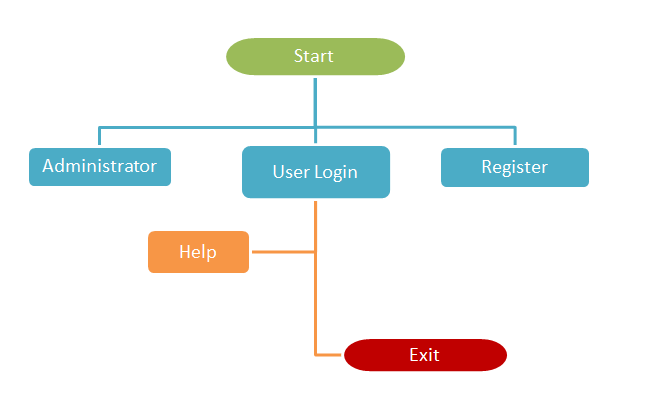 Start
Administrator
User Login
Register
Help
Exit